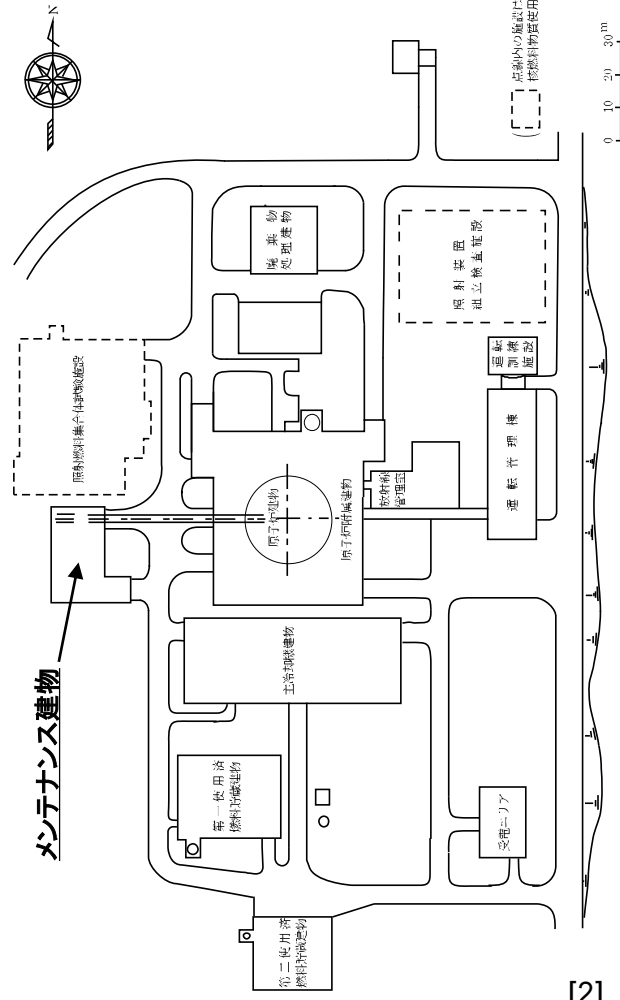 N
点線内の施設は
核燃料物質使用
0 10 20 30m
廃棄物
処理建物
照射装置
組立検査施設
照射燃料集合体試験施設
運転
訓練
施設
運転管理棟
放射線
管理室
原子炉建物
原子炉附属建物
メンテナンス建物
主冷却機建物
第一使用済
燃料貯蔵建物
受電エリア
第二使用済
燃料貯蔵建物
[2]